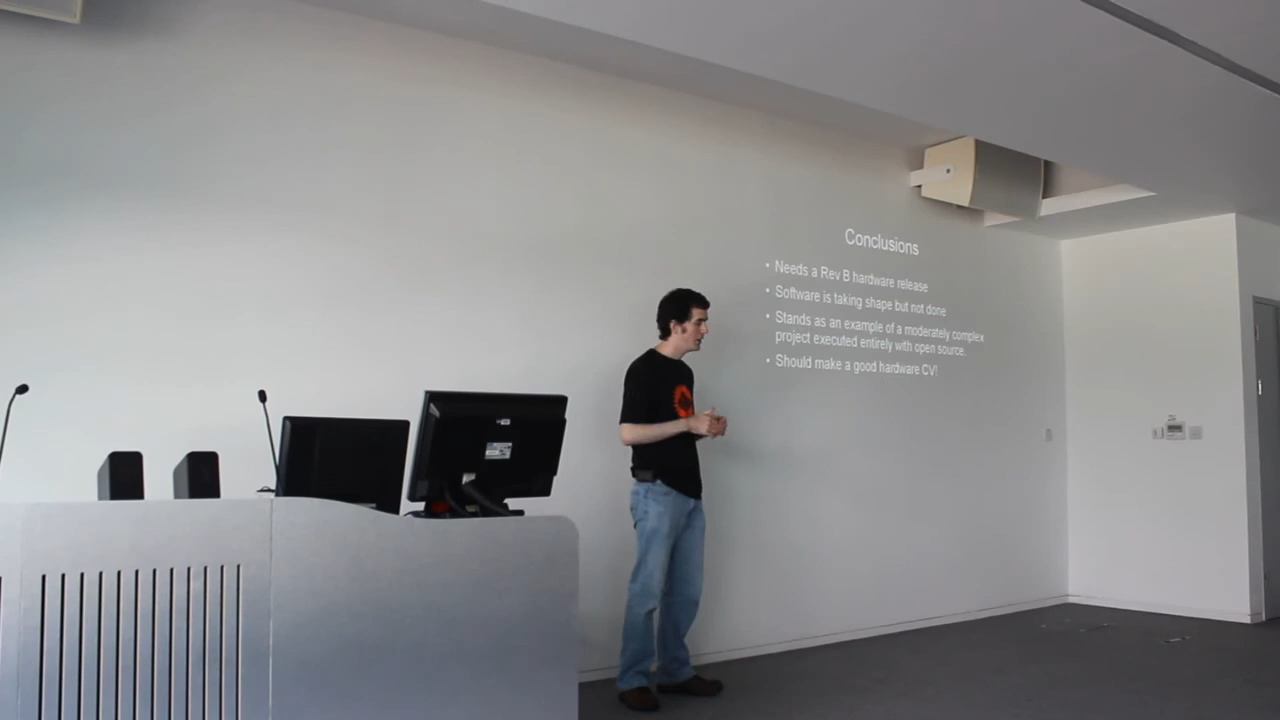 Conclusions
• Needs a Rev B hardware release
• Software is taking shape but not done
• Stands as an example of a moderately complex
project executed entirely with open source.
• Should make a good hardware CV!